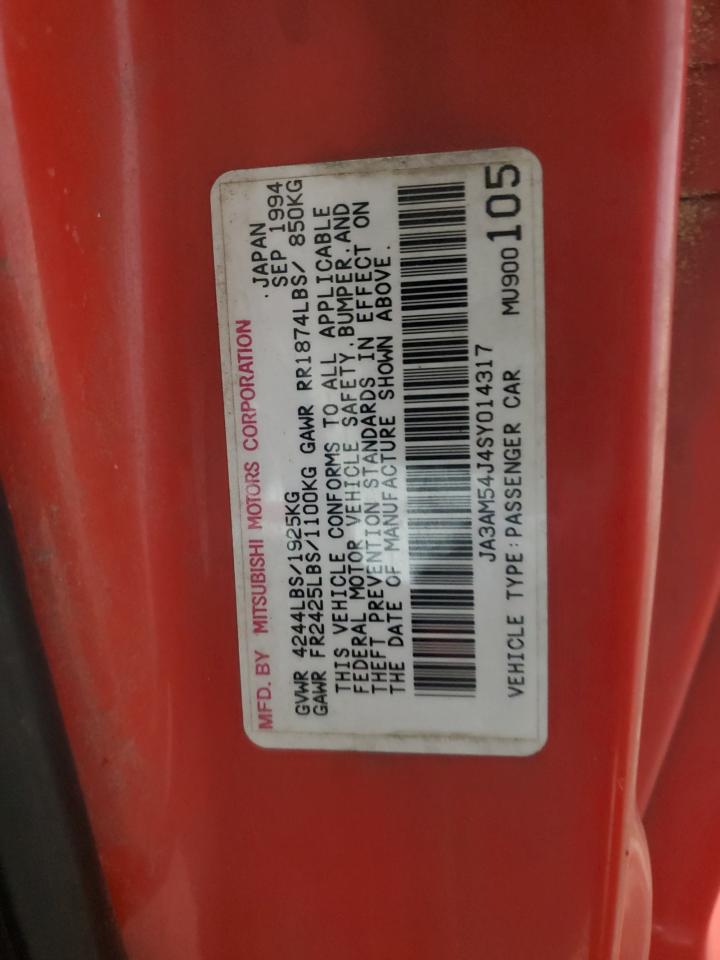 MFD. BY MITSUBISHI MOTORS CORPORATION JAPAN
GVWR 4244LBS/1925KG SEP 1994
GAWR FR2425LBS/1100KG GAWR RR1874LBS/ 850KG
THIS VEHICLE CONFORMS TO ALL APPLICABLE
FEDERAL MOTOR VEHICLE SAFETY,BUMPER,AND
THEFT PREVENTION STANDARDS IN EFFECT ON
THE DATE OF MANUFACTURE SHOWN ABOVE.
JA3AM54J4SY014317
VEHICLE TYPE:PASSENGER CAR MU900105